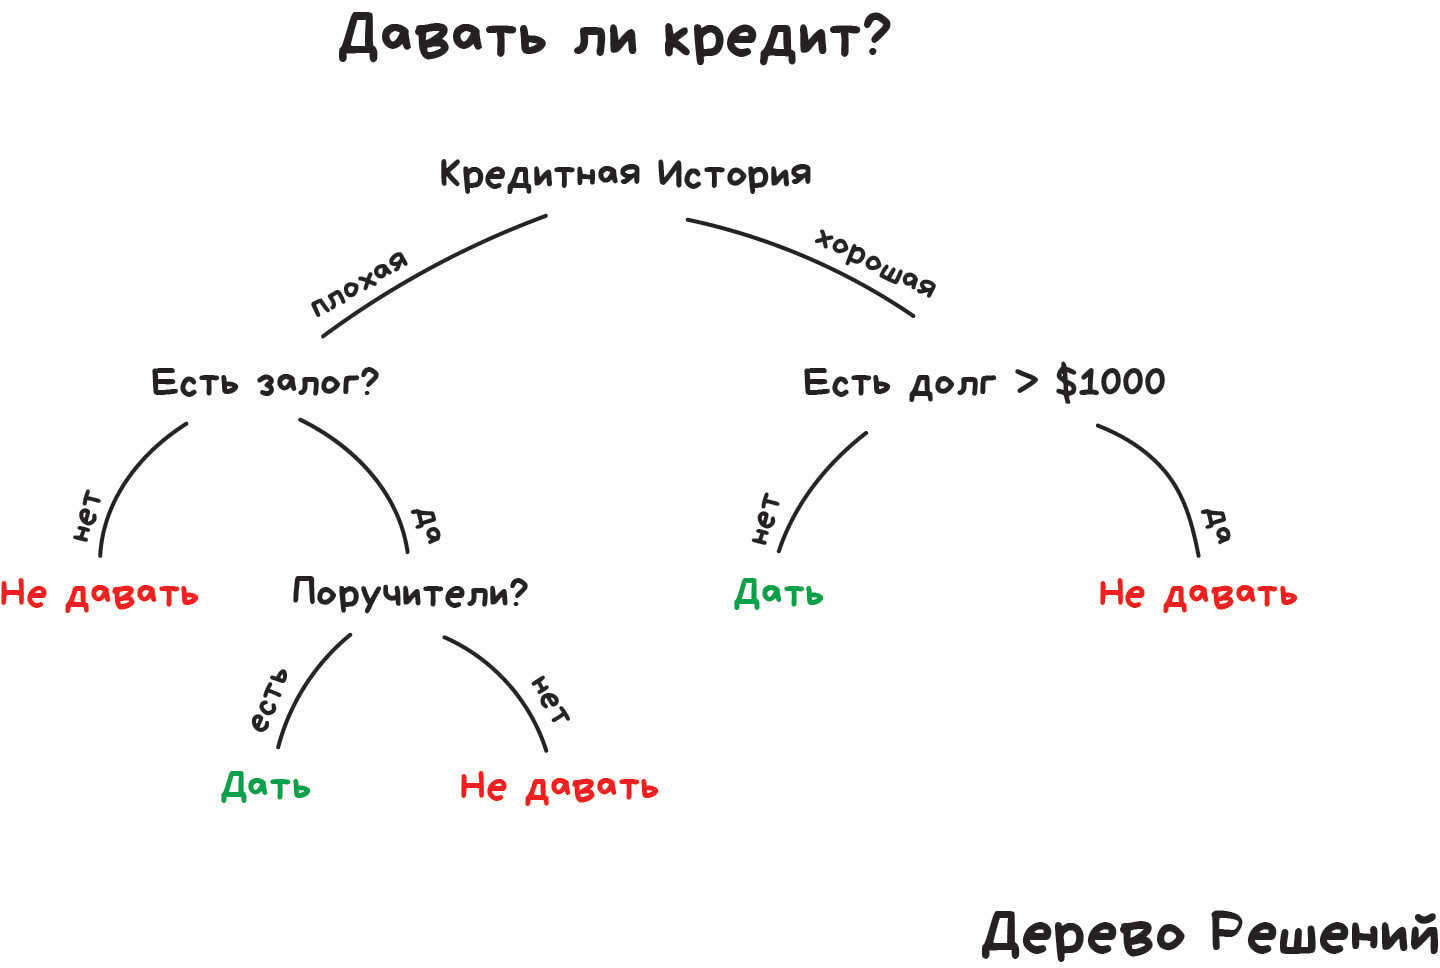 Давать ли кредит?
Кредитная История
плохая
хорошая
Есть залог?
Есть долг > $1000
нет
да
нет
да
Не давать
Поручители?
Дать
Не давать
есть
нет
Дать
Не давать
Дерево Решений